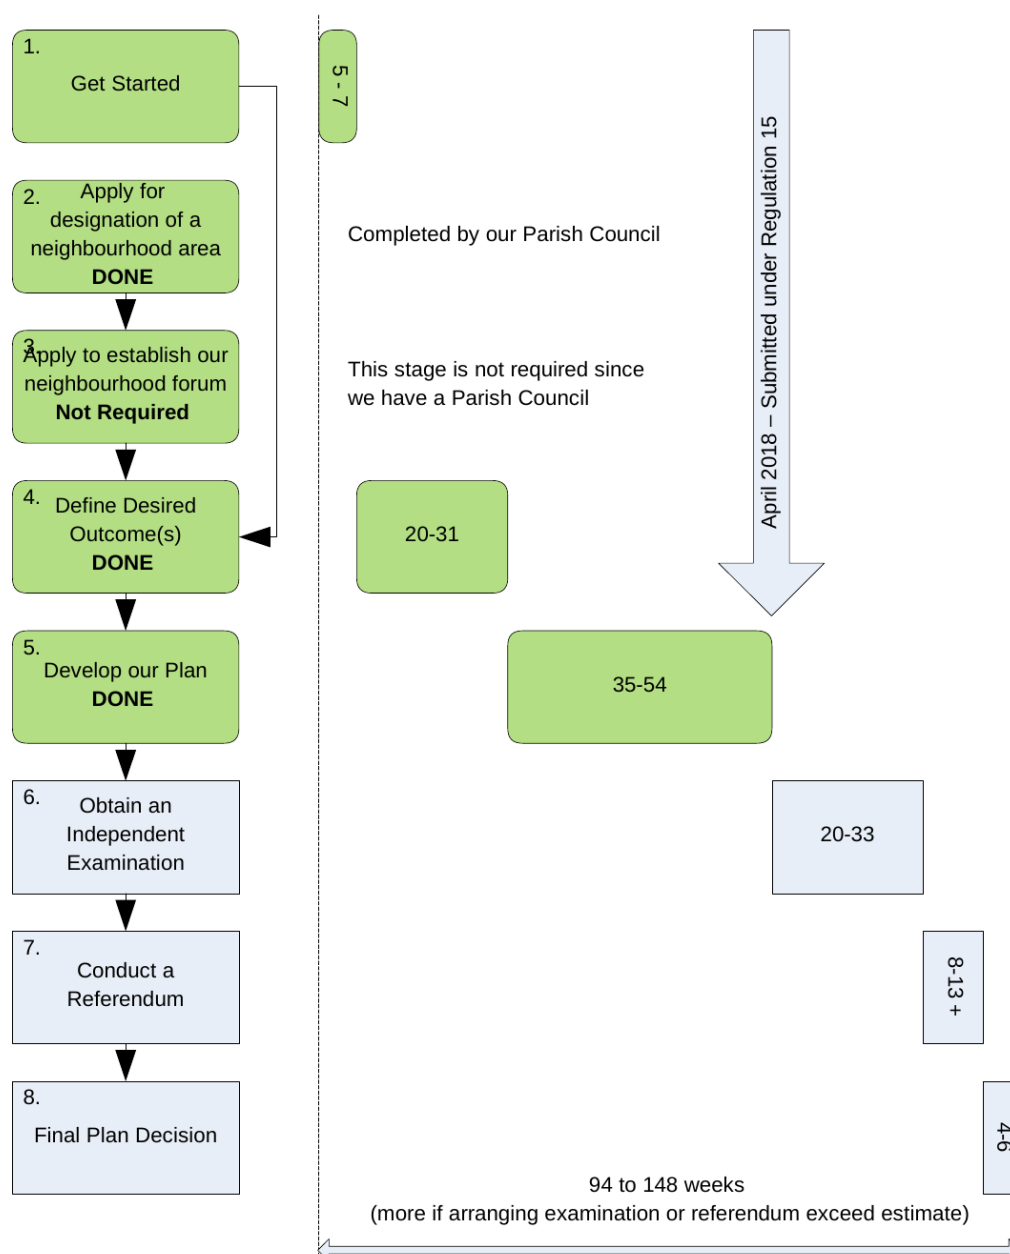 1.
Get Started
5 - 7
2.
Apply for
designation of a
neighbourhood area
DONE
Completed by our Parish Council
3.
Apply to establish our
neighbourhood forum
Not Required
This stage is not required since
we have a Parish Council
April 2018 – Submitted under Regulation 15
4.
Define Desired
Outcome(s)
DONE
20-31
5.
Develop our Plan
DONE
35-54
6.
Obtain an
Independent
Examination
20-33
7.
Conduct a
Referendum
8-13 +
8.
Final Plan Decision
4-6
94 to 148 weeks
(more if arranging examination or referendum exceed estimate)